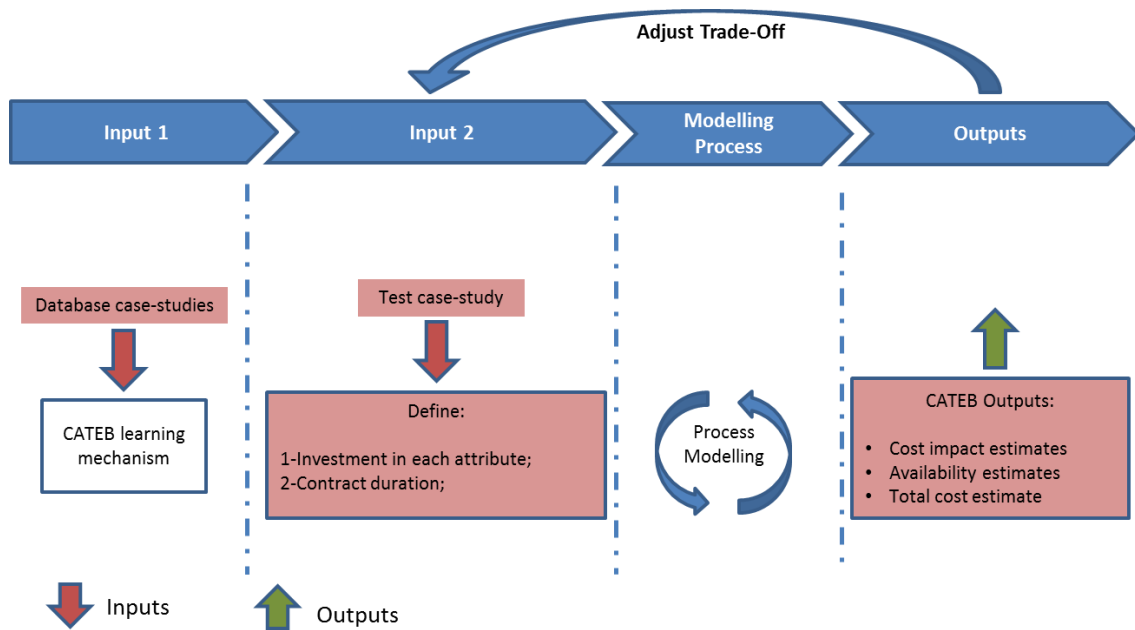 Adjust Trade-Off
Input 1
Input 2
Modelling
Process
Outputs
Database case-studies
CATEB learning
mechanism
Test case-study
Define:
1-Investment in each attribute;
2-Contract duration;
Process
Modelling
CATEB Outputs:
• Cost impact estimates
• Availability estimates
• Total cost estimate
Inputs
Outputs